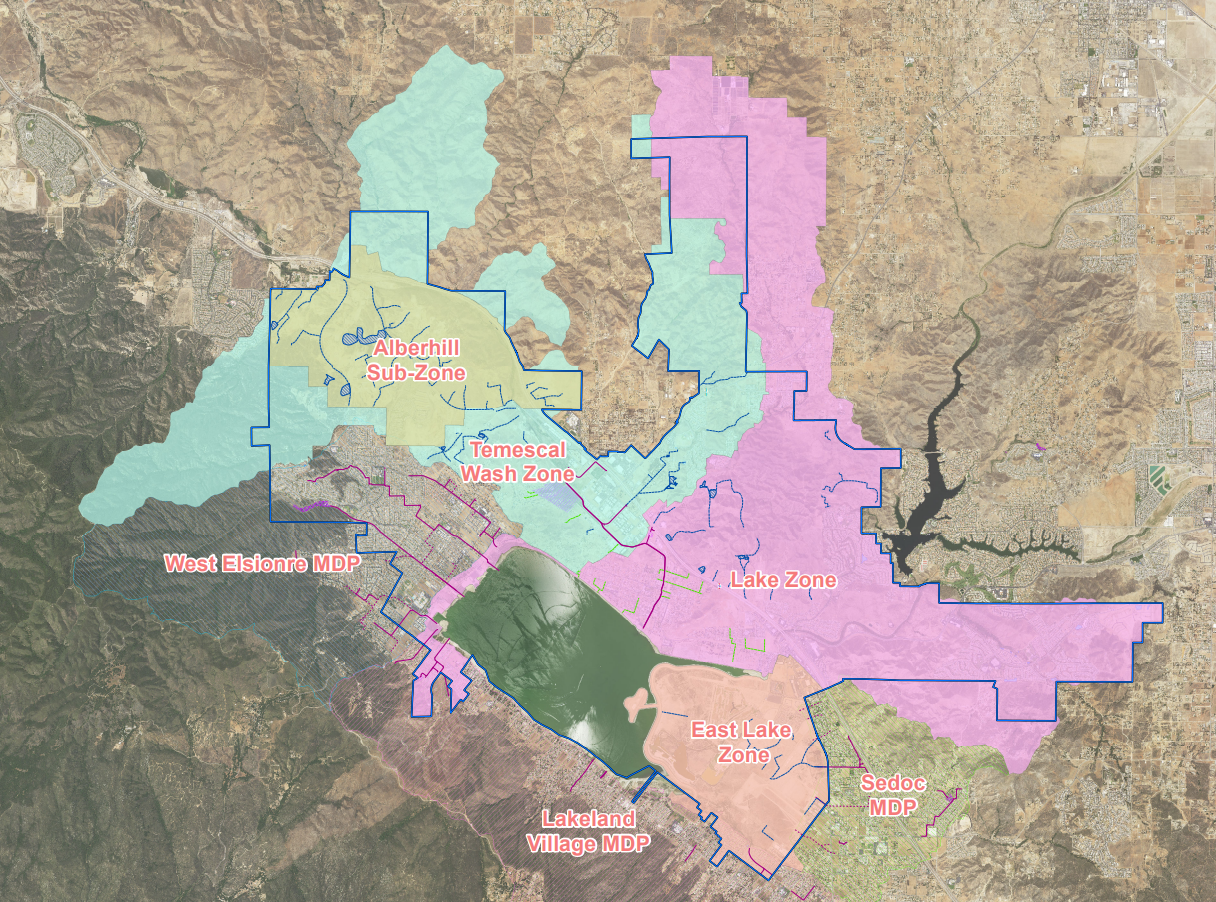 Alberhill
Sub-Zone
Temescal
Wash Zone
West Elsionre MDP
Lake Zone
East Lake
Zone
Sedoc
MDP
Lakeland
Village MDP